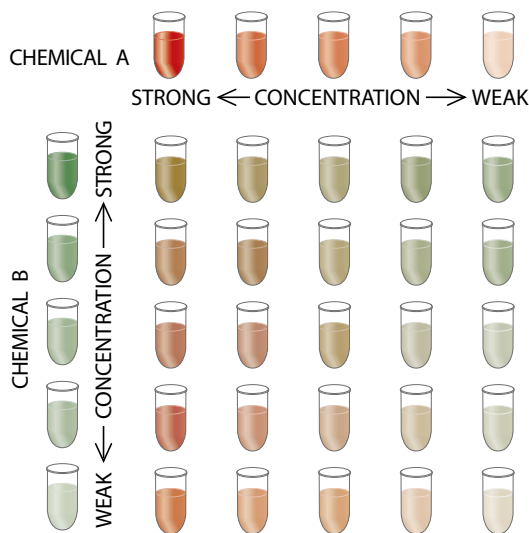 CHEMICAL A
STRONG CONCENTRATION WEAK
CHEMICAL B
STRONG
CONCENTRATION
WEAK